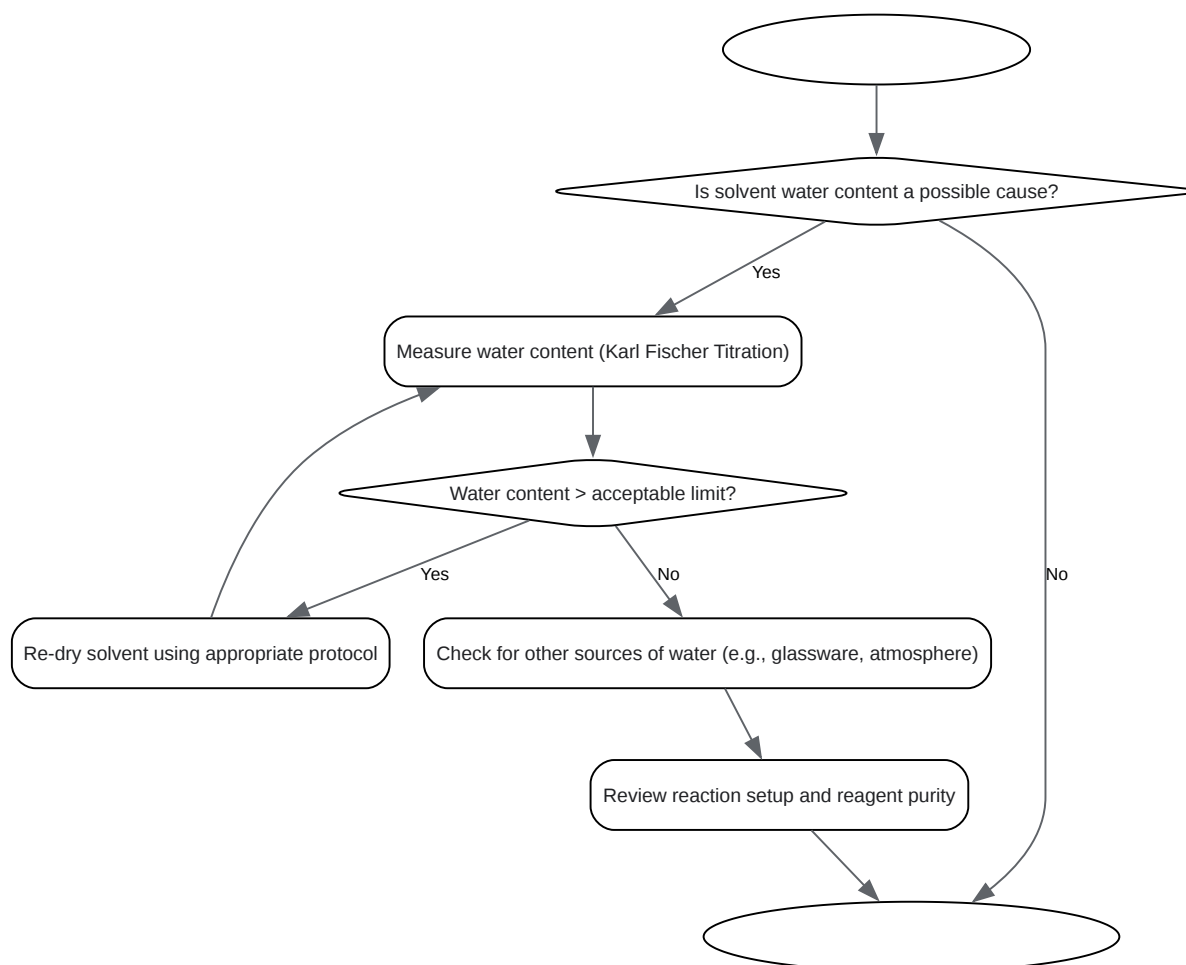 Is solvent water content a possible cause?
Yes
Measure water content (Karl Fischer Titration)
Water content > acceptable limit?
Yes
No
No
Re-dry solvent using appropriate protocol
Check for other sources of water (e.g., glassware, atmosphere)
Review reaction setup and reagent purity